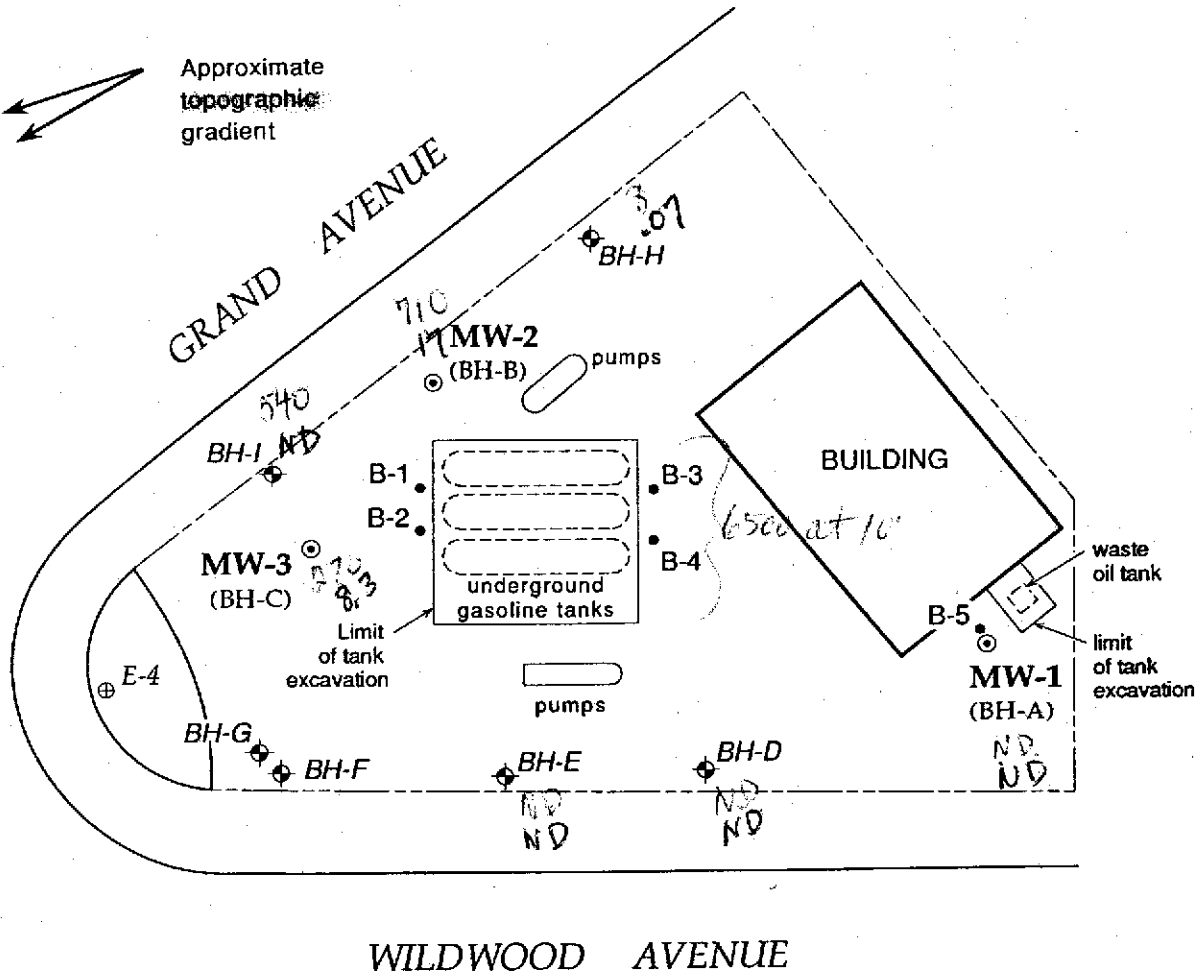 Approximate
topographic
gradient
GRAND AVENUE
.07
BH-H
710
17
MW-2
(BH-B)
pumps
540
ND
BH-I
B-1
B-2
B-3
B-4
BUILDING
waste
oil tank
MW-3
(BH-C)
8.3
underground
gasoline tanks
Limit
of tank
excavation
B-5
limit
of tank
excavation
MW-1
(BH-A)
ND
ND
E-4
pumps
BH-G
BH-F
BH-E
ND
ND
BH-D
ND
ND
WILDWOOD AVENUE